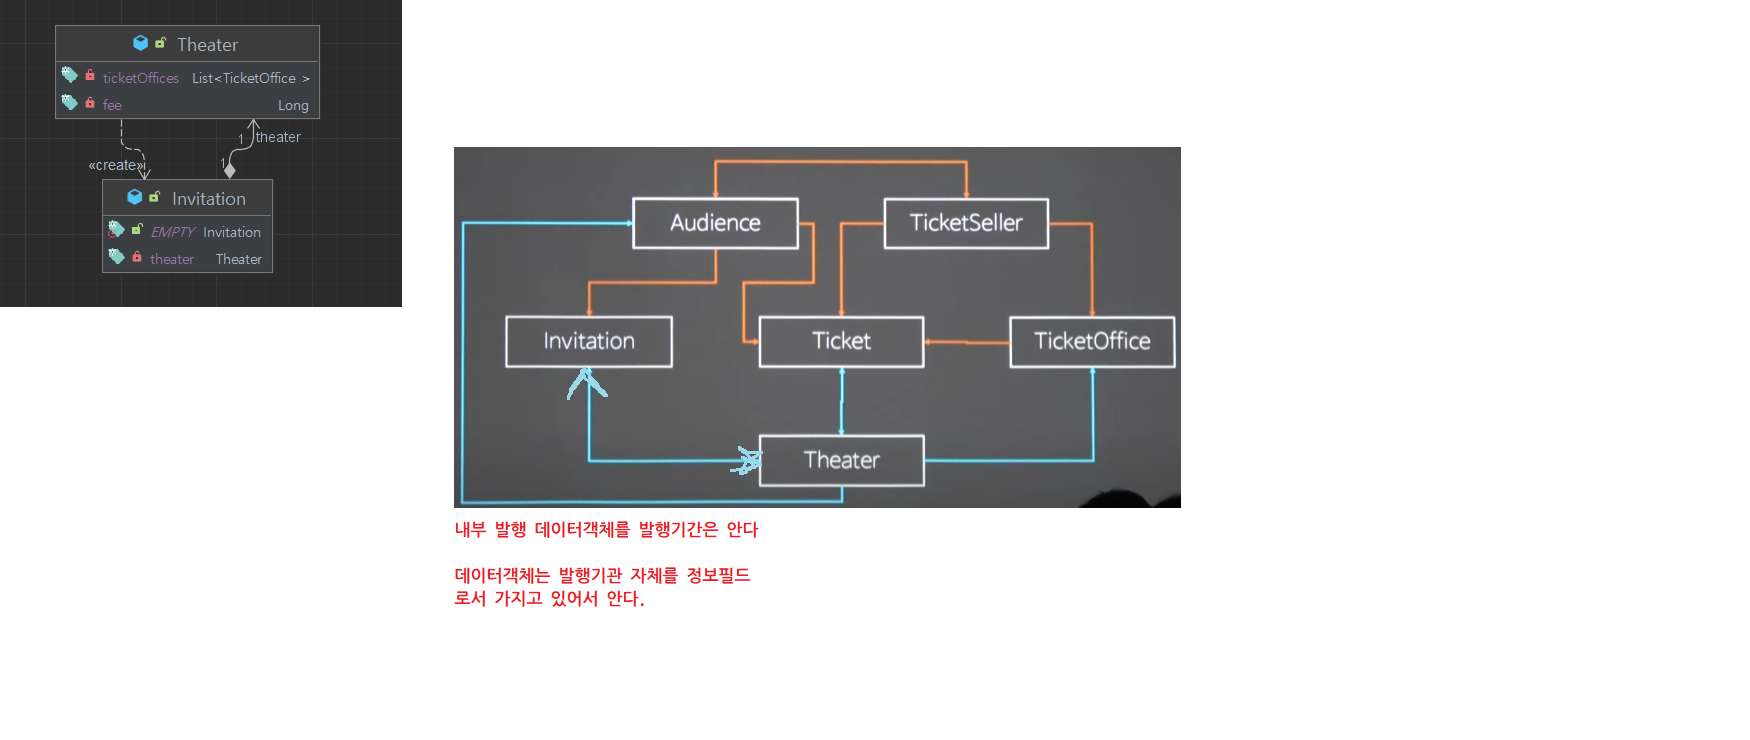 Theater
ticketOffices List<TicketOffice >
fee Long
1 theater
«create» 1
Invitation
EMPTY Invitation
theater Theater
Audience TicketSeller
Invitation Ticket TicketOffice
Theater
내부 발행 데이터객체를 발행기간은 안다
데이터객체는 발행기관 자체를 정보필드
로서 가지고 있어서 안다.